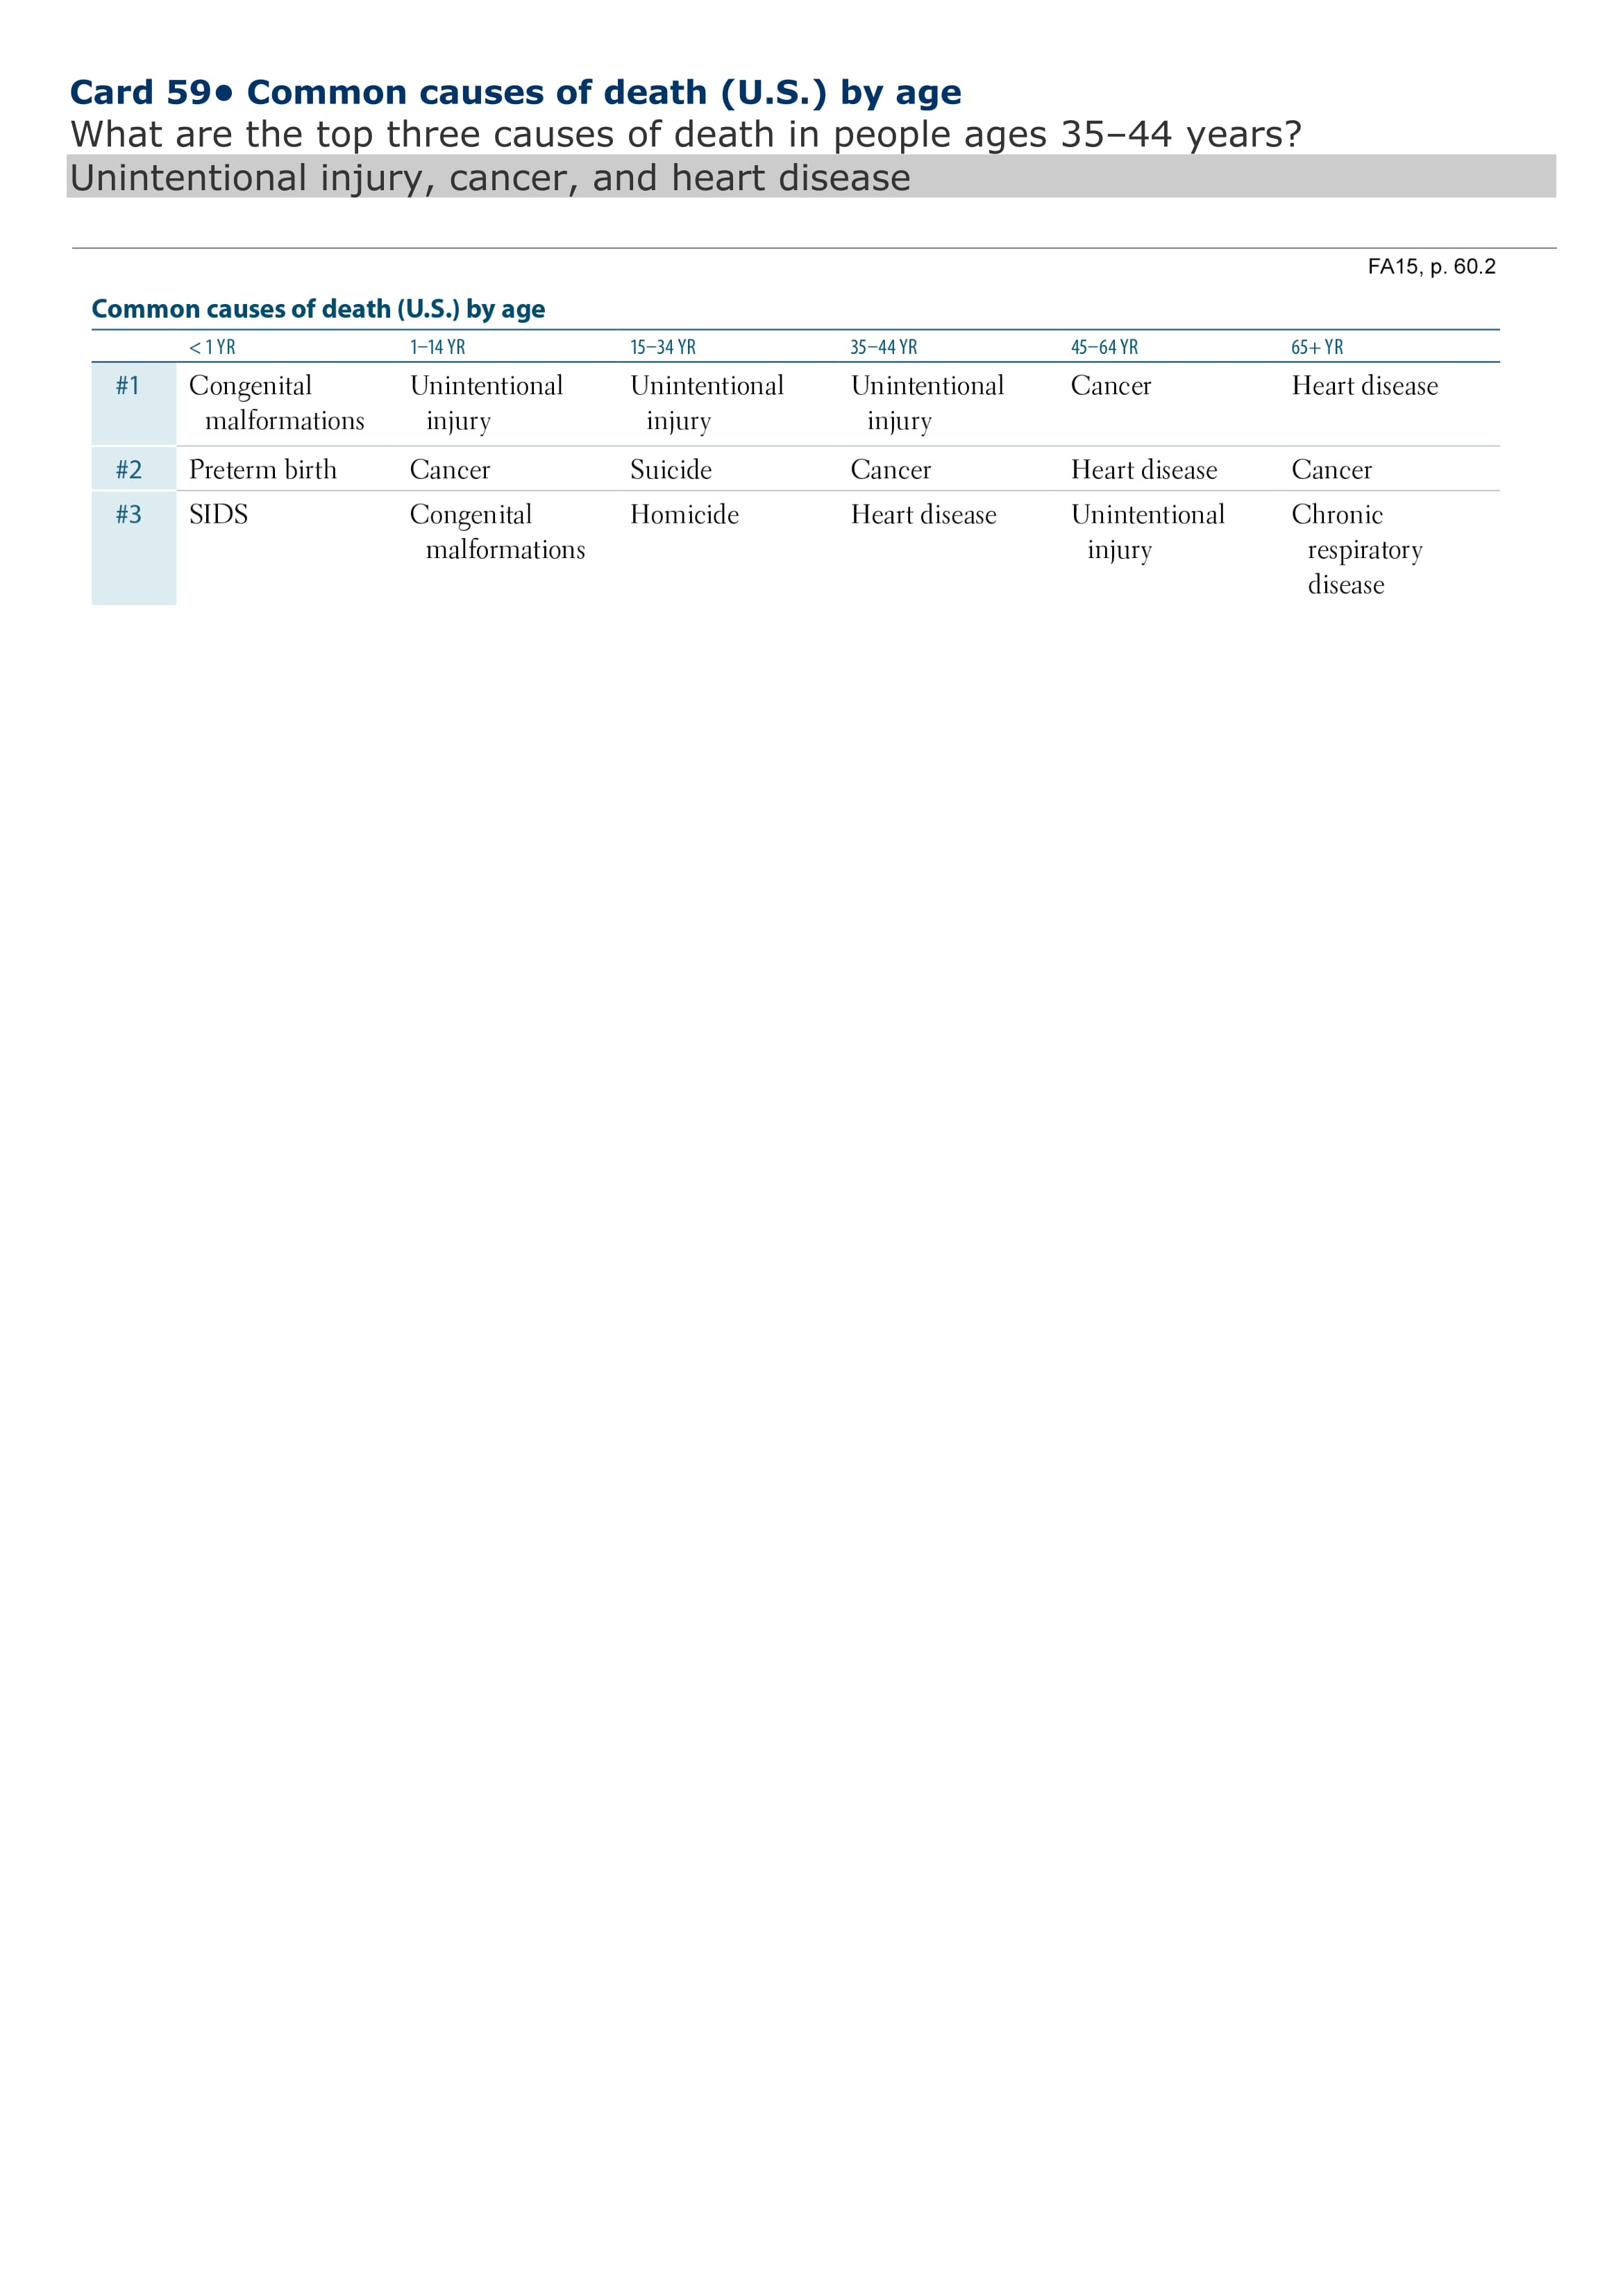 Card 59• Common causes of death (U.S.) by age
What are the top three causes of death in people ages 35–44 years?
Unintentional injury, cancer, and heart disease
FA15, p. 60.2
Common causes of death (U.S.) by age
< 1 YR 1–14 YR 15–34 YR 35–44 YR 45–64 YR 65+ YR
#1 Congenital Unintentional Unintentional Unintentional Cancer Heart disease
malformations injury injury injury
#2 Preterm birth Cancer Suicide Cancer Heart disease Cancer
#3 SIDS Congenital Homicide Heart disease Unintentional Chronic
malformations injury respiratory
disease